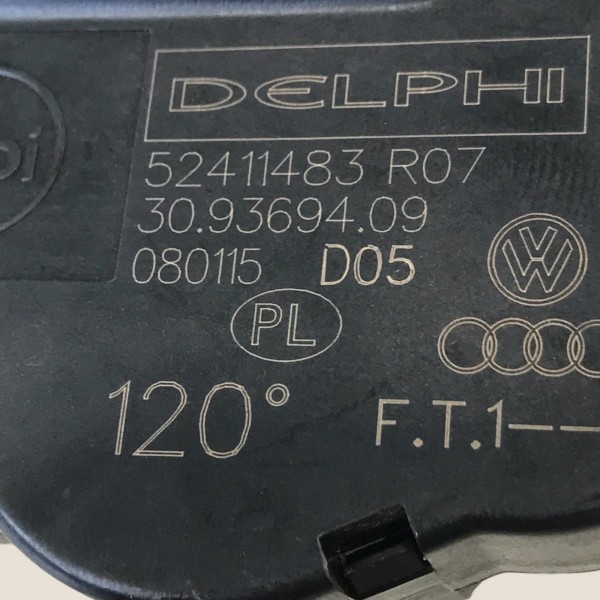 DELPHI
52411483 R07
30.93694.09
080115 D05
PL
120° F.T.1--